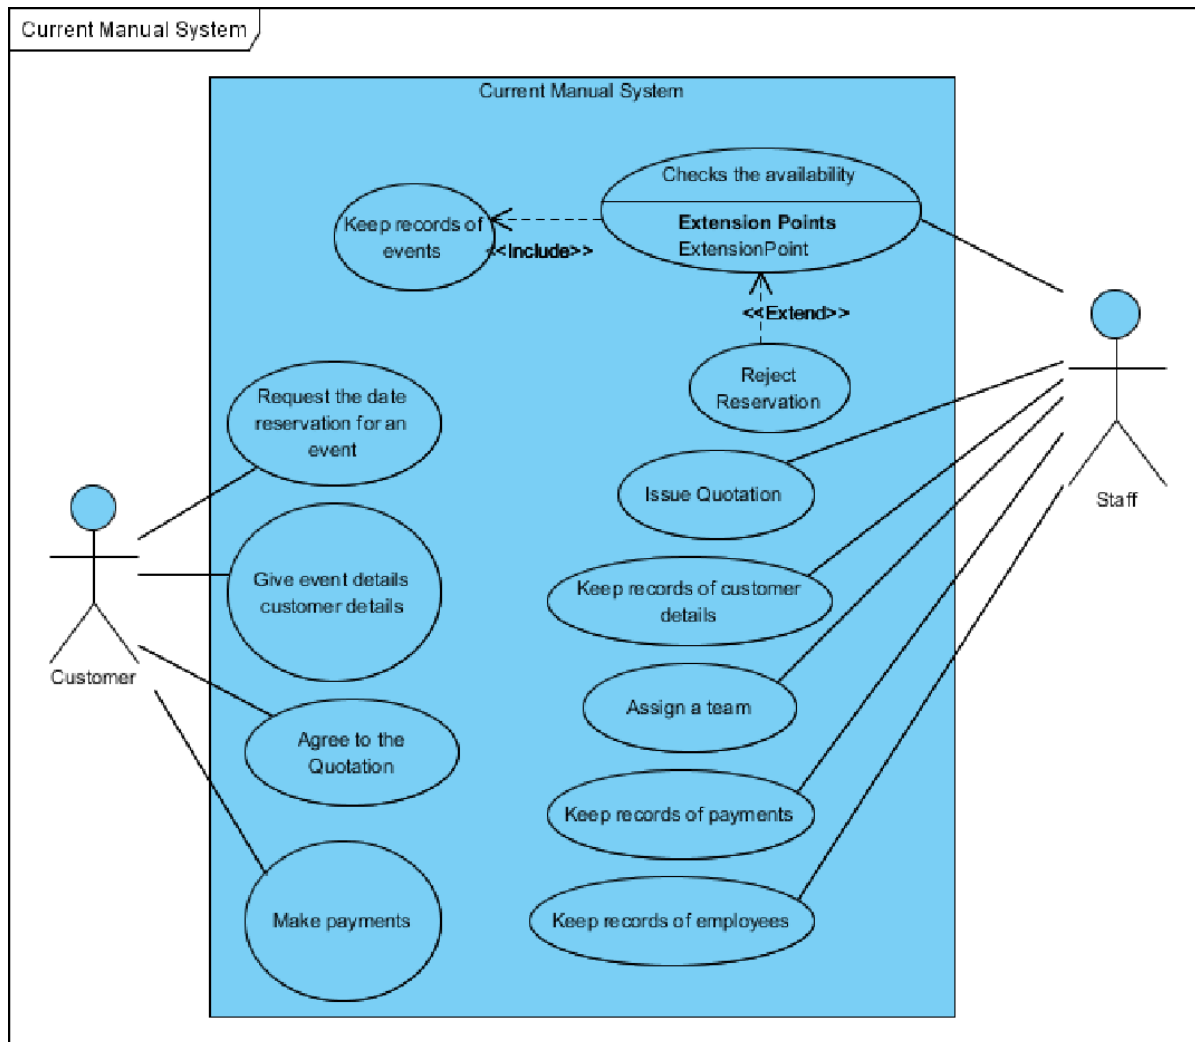 Current Manual System
Current Manual System
Checks the availability
Extension Points
ExtensionPoint
Keep records of
events
<<Include>>
<<Extend>>
Reject
Reservation
Request the date
reservation for an
event
Issue Quotation
Staff
Give event details
customer details
Keep records of customer
details
Customer
Assign a team
Agree to the
Quotation
Keep records of payments
Make payments
Keep records of employees